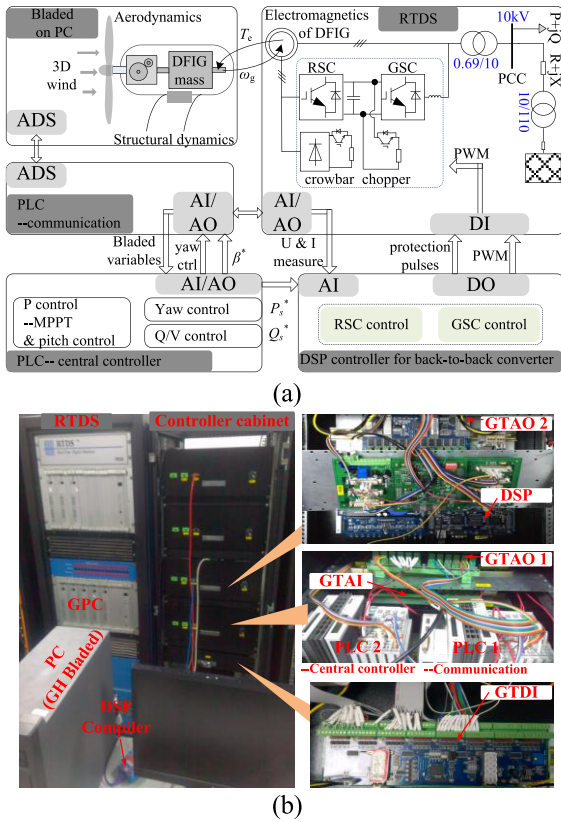 Bladed on PC
Aerodynamics
3D wind
DFIG mass
Structural dynamics
ADS
T_e
ω_g
Electromagnetics of DFIG
RTDS
RSC
GSC
crowbar
chopper
0.69/10
10kV
PCC
P+jQ
R+jX
10/110
PWM
DI
ADS
PLC
--communication
AI/AO
AI/AO
Bladed variables
yaw ctrl
β*
U & I measure
protection pulses
PWM
AI/AO
P control
--MPPT
& pitch control
Yaw control
Q/V control
PLC-- central controller
P_s*
Q_s*
AI
DO
RSC control
GSC control
DSP controller for back-to-back converter
(a)
RTDS
Controller cabinet
GPC
PC
(GH Bladed)
DSP Compiler
GTAO 2
DSP
GTAO 1
GTAI
PLC 2
PLC 1
--Central controller
--Communication
GTDI
(b)